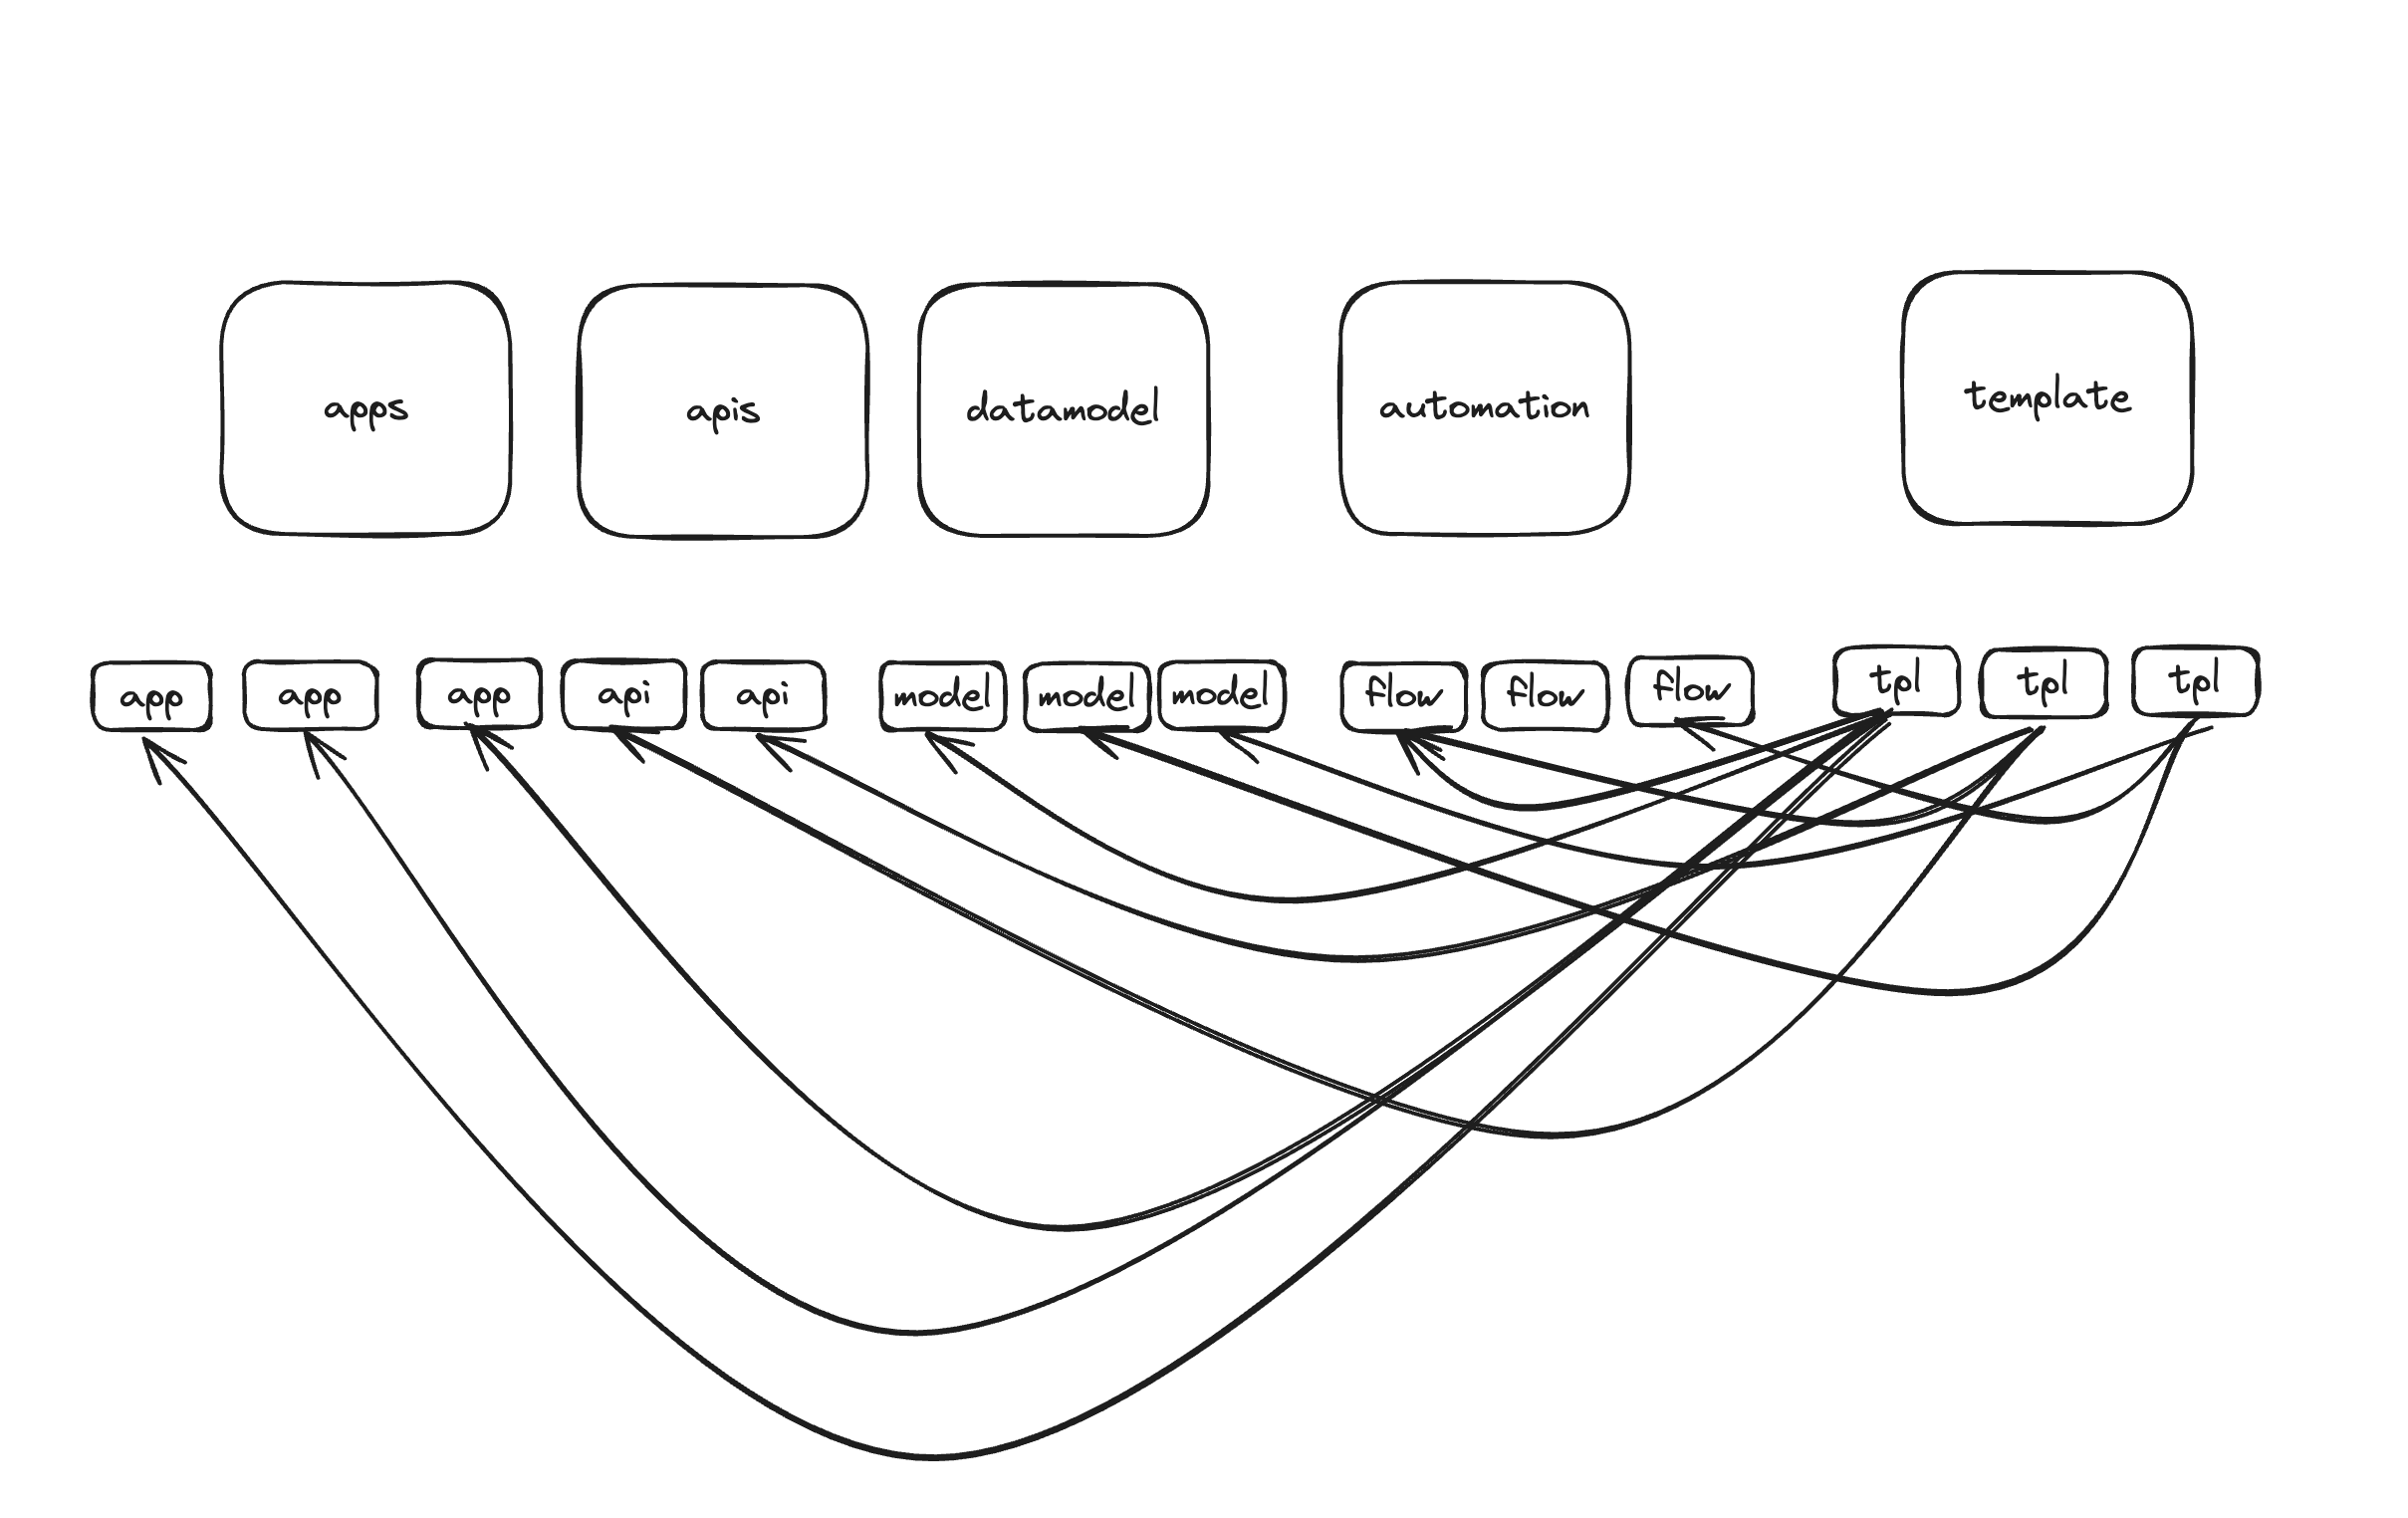 apps
apis
datamodel
automation
template
app
app
app
api
api
model
model
model
flow
flow
flow
tpl
tpl
tpl